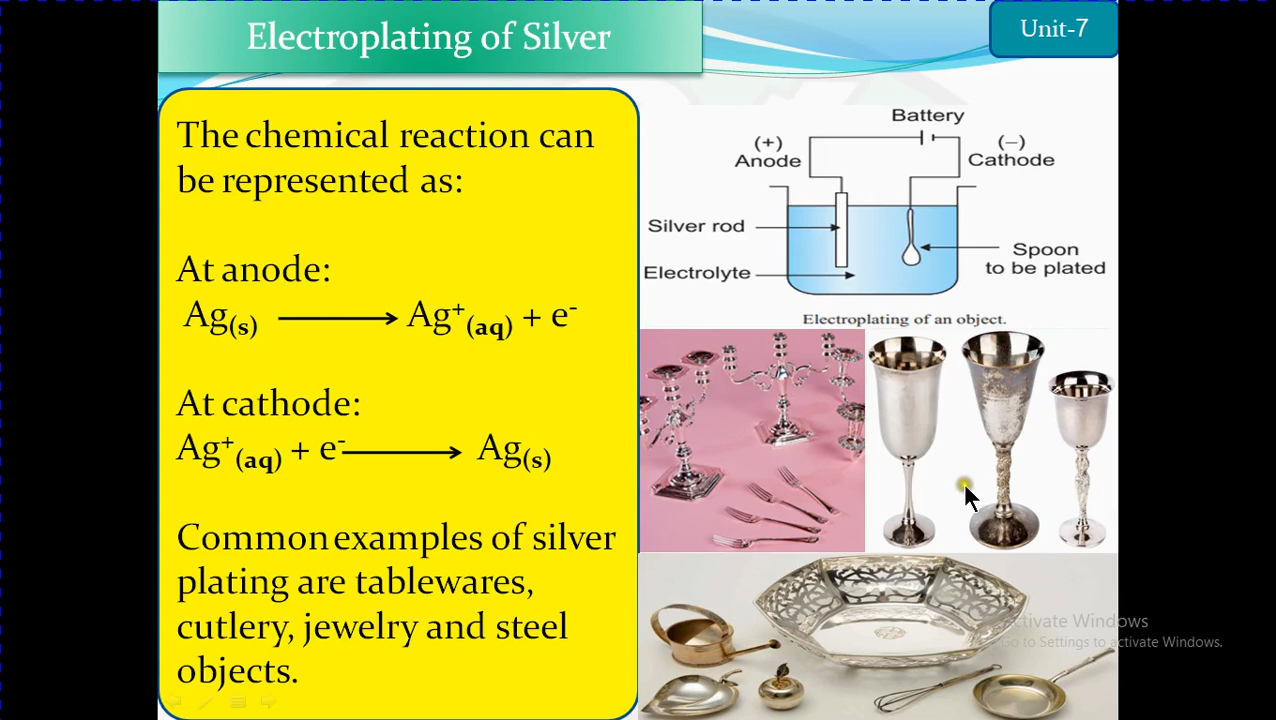 Electroplating of Silver
Unit-7
The chemical reaction can
be represented as:
At anode:
Ag(s) ⟶ Ag⁺(aq) + e⁻
At cathode:
Ag⁺(aq) + e⁻ ⟶ Ag(s)
Common examples of silver
plating are tablewares,
cutlery, jewelry and steel
objects.
Battery
(+)
Anode
(–)
Cathode
Silver rod
Electrolyte
Spoon
to be plated
Electroplating of an object.
Activate Windows
Go to Settings to activate Windows.